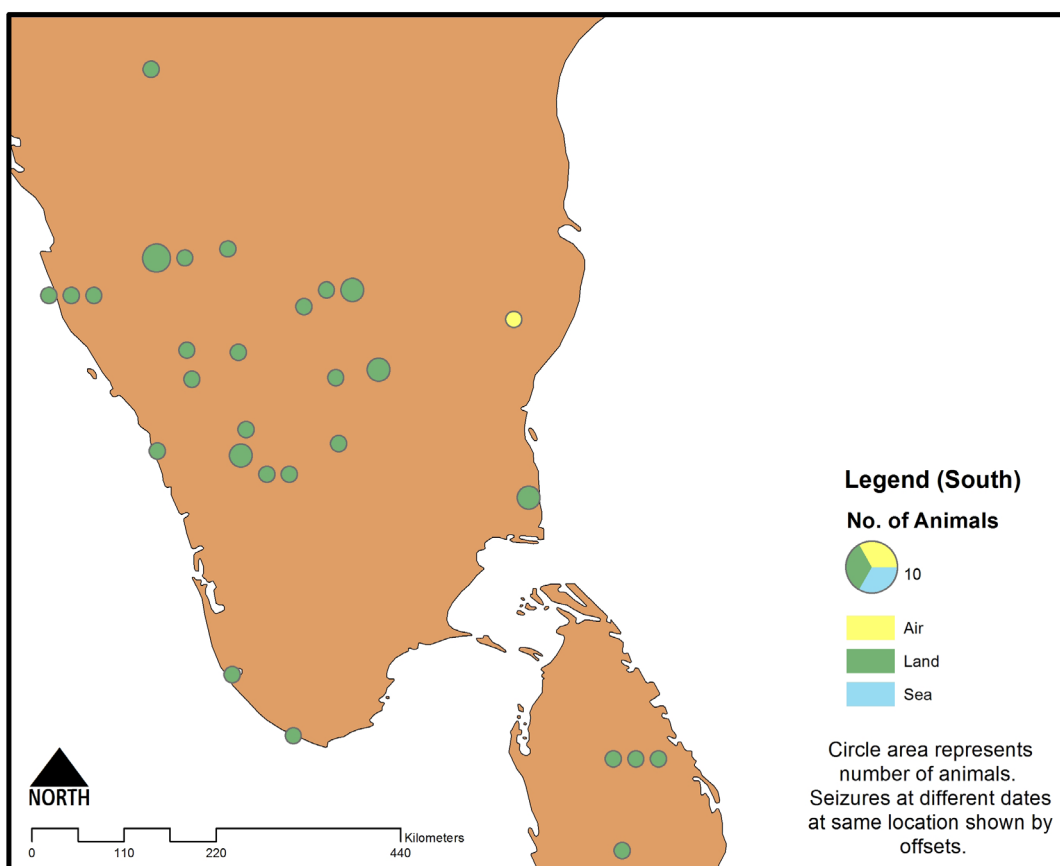 Legend (South)
No. of Animals
10
Air
Land
Sea
Circle area represents
number of animals.
Seizures at different dates
at same location shown by
offsets.
NORTH
Kilometers
0 110 220 440